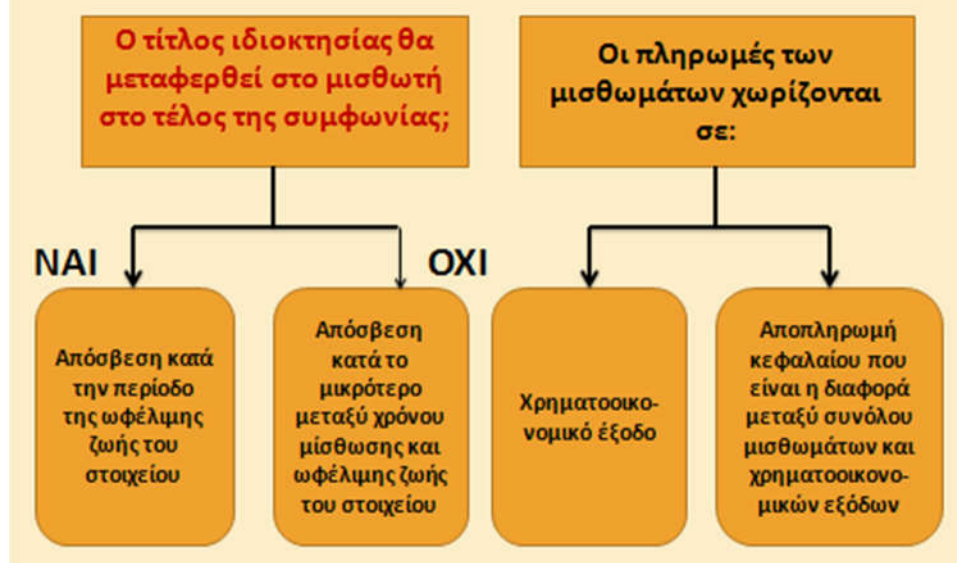 Ο τίτλος ιδιοκτησίας θα
μεταφερθεί στο μισθωτή
στο τέλος της συμφωνίας;
Οι πληρωμές των
μισθωμάτων χωρίζονται
σε:
ΝΑΙ
ΟΧΙ
Απόσβεση κατά
την περίοδο
της ωφέλιμης
ζωής του
στοιχείου
Απόσβεση
κατά το
μικρότερο
μεταξύ χρόνου
μίσθωσης και
ωφέλιμης ζωής
του στοιχείου
Χρηματοοικο-
νομικό έξοδο
Αποπληρωμή
κεφαλαίου που
είναι η διαφορά
μεταξύ συνόλου
μισθωμάτων και
χρηματοοικονο-
μικών εξόδων